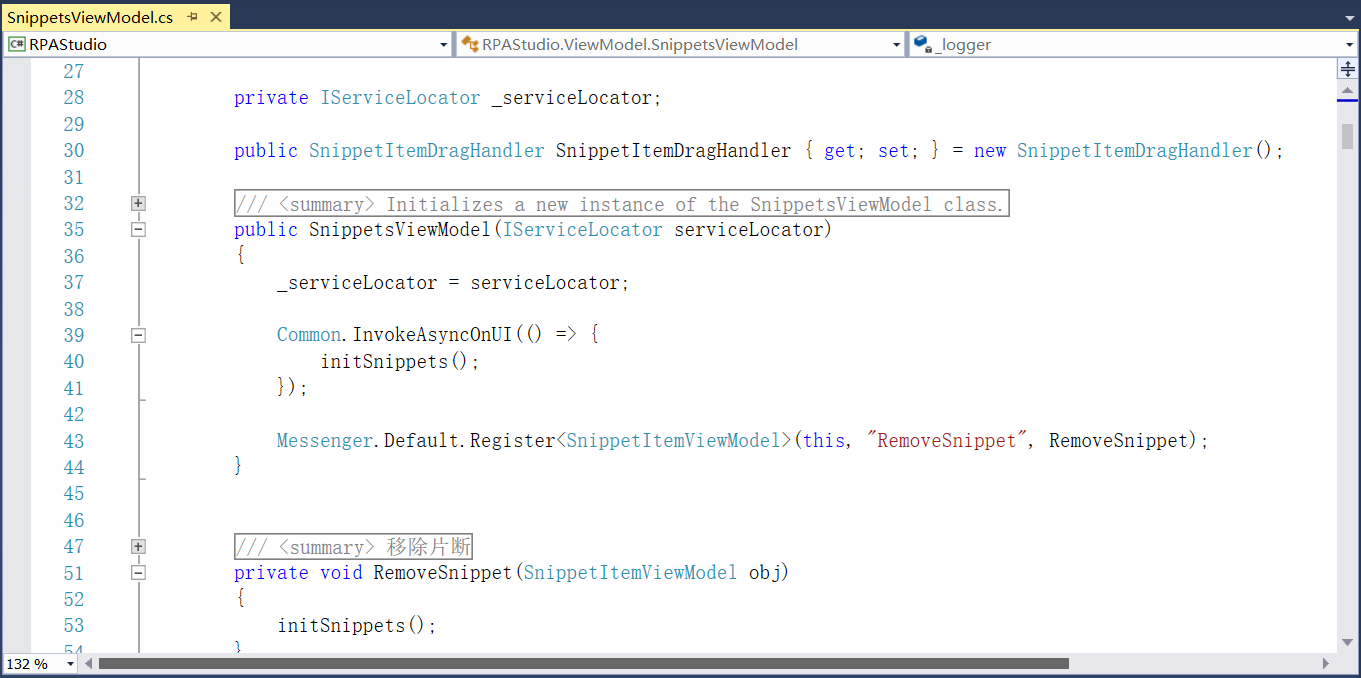 SnippetsViewModel.cs
RPAStudio RPAStudio.ViewModel.SnippetsViewModel _logger
27
28 private IServiceLocator _serviceLocator;
29
30 public SnippetItemDragHandler SnippetItemDragHandler { get; set; } = new SnippetItemDragHandler();
31
32 /// <summary> Initializes a new instance of the SnippetsViewModel class.
35 public SnippetsViewModel(IServiceLocator serviceLocator)
36 {
37 _serviceLocator = serviceLocator;
38
39 Common.InvokeAsyncOnUI(() => {
40 initSnippets();
41 });
42
43 Messenger.Default.Register<SnippetItemViewModel>(this, "RemoveSnippet", RemoveSnippet);
44 }
45
46
47 /// <summary> 移除片断
51 private void RemoveSnippet(SnippetItemViewModel obj)
52 {
53 initSnippets();
54 }
132 %